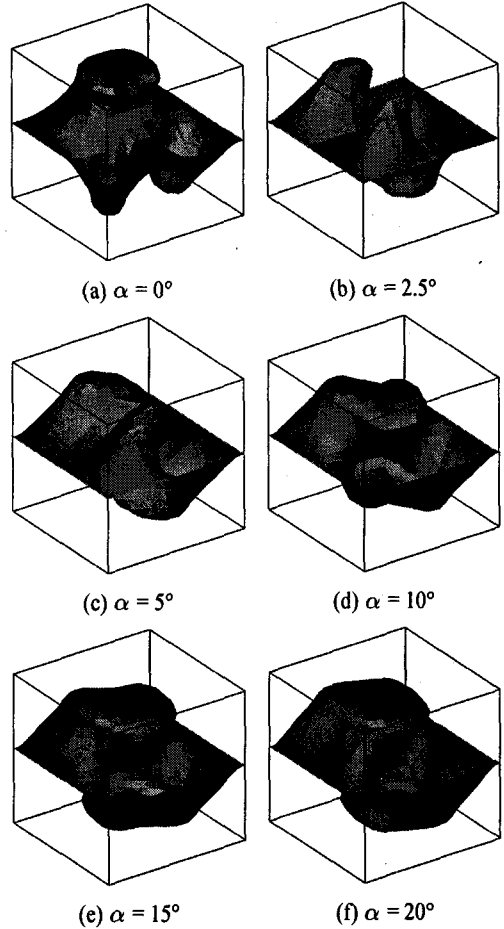 (a) α = 0°
(b) α = 2.5°
(c) α = 5°
(d) α = 10°
(e) α = 15°
(f) α = 20°